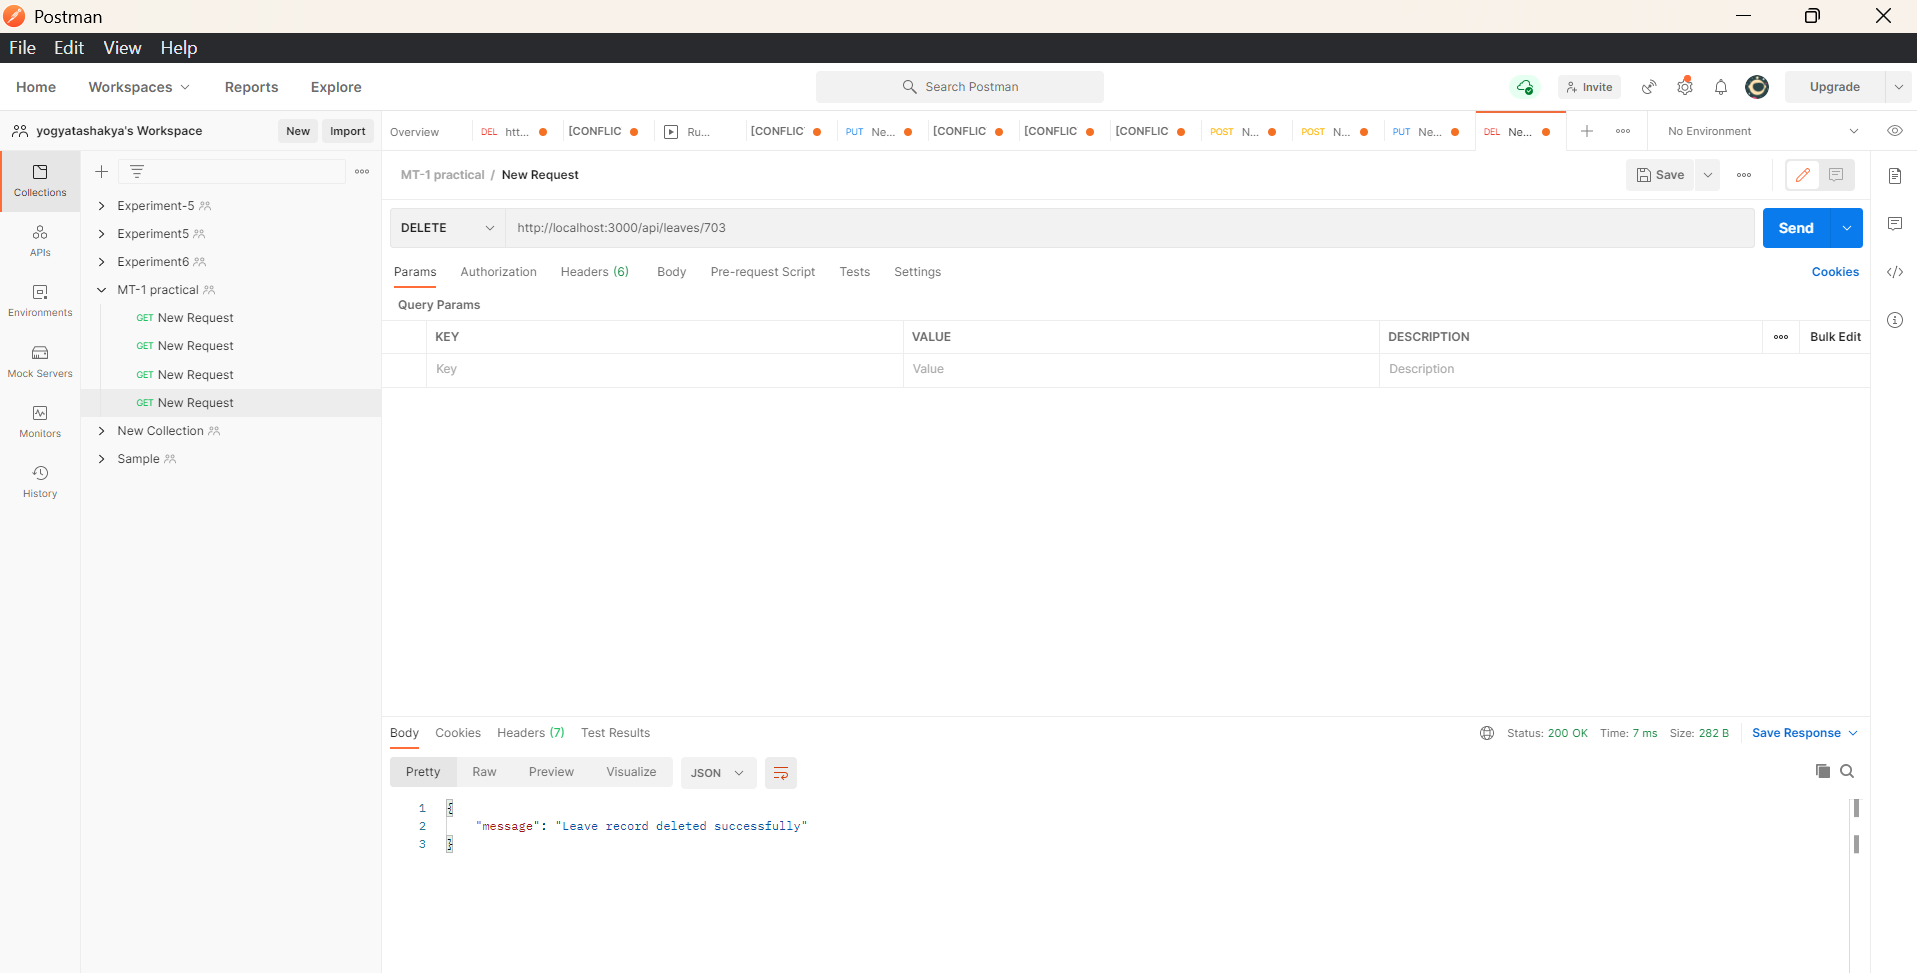 Postman
File Edit View Help
Home Workspaces Reports Explore Search Postman Invite Upgrade
yogyatashakya's Workspace New Import
Overview DEL htt... [CONFLIC Ru... [CONFLIC PUT Ne... [CONFLIC [CONFLIC [CONFLIC POST N... POST N... PUT Ne... DEL Ne... No Environment
Collections
APIs
Environments
Mock Servers
Monitors
History
Experiment-5
Experiment5
Experiment6
MT-1 practical
GET New Request
GET New Request
GET New Request
GET New Request
New Collection
Sample
MT-1 practical / New Request Save
DELETE http://localhost:3000/api/leaves/703 Send
Params Authorization Headers (6) Body Pre-request Script Tests Settings Cookies
Query Params
KEY VALUE DESCRIPTION Bulk Edit
Key Value Description
Body Cookies Headers (7) Test Results Status: 200 OK Time: 7 ms Size: 282 B Save Response
Pretty Raw Preview Visualize JSON
1 {
2 "message": "Leave record deleted successfully"
3 }